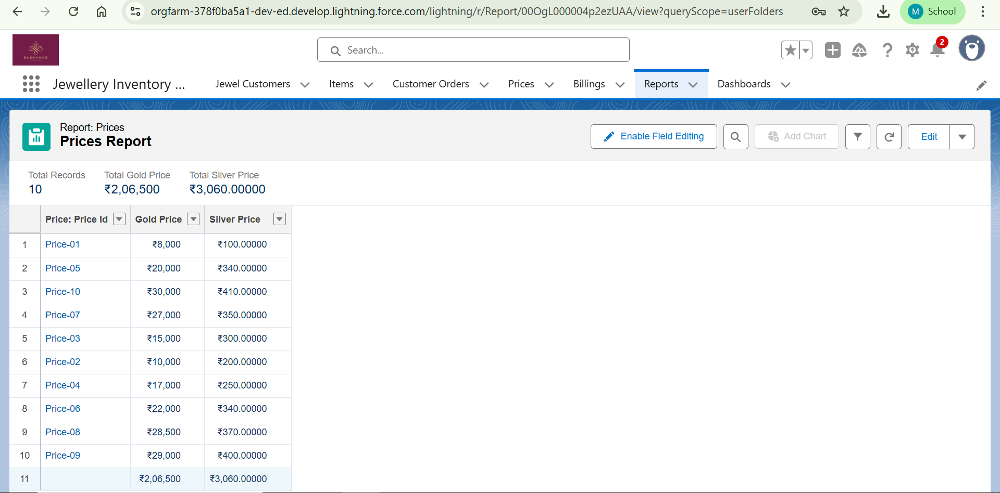 orgfarm-378f0ba5a1-dev-ed.develop.lightning.force.com/lightning/r/Report/00OgL000004p2ezUAA/view?queryScope=userFolders
M School
ELEGANCE
Search...
2
Jewellery Inventory ... Jewel Customers Items Customer Orders Prices Billings Reports Dashboards
Report: Prices
Prices Report
Enable Field Editing Add Chart Edit
Total Records Total Gold Price Total Silver Price
10 ₹2,06,500 ₹3,060.00000
Price: Price Id Gold Price Silver Price
1 Price-01 ₹8,000 ₹100.00000
2 Price-05 ₹20,000 ₹340.00000
3 Price-10 ₹30,000 ₹410.00000
4 Price-07 ₹27,000 ₹350.00000
5 Price-03 ₹15,000 ₹300.00000
6 Price-02 ₹10,000 ₹200.00000
7 Price-04 ₹17,000 ₹250.00000
8 Price-06 ₹22,000 ₹340.00000
9 Price-08 ₹28,500 ₹370.00000
10 Price-09 ₹29,000 ₹400.00000
11 ₹2,06,500 ₹3,060.00000